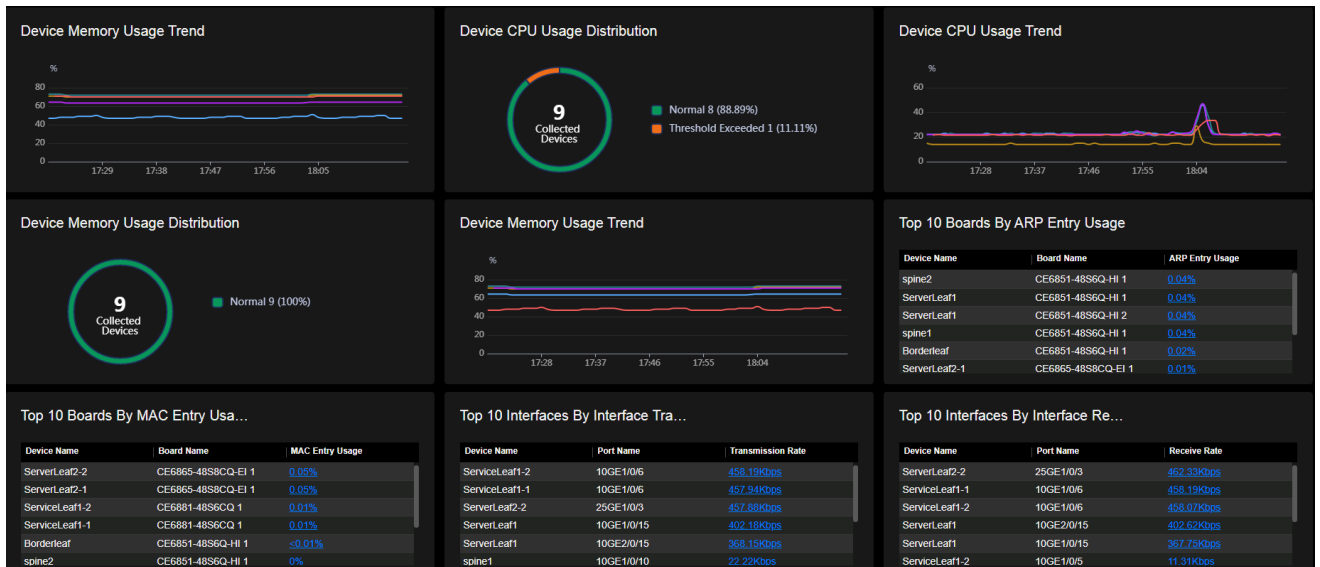 Device Memory Usage Trend
%
80
60
40
20
0
17:29 17:38 17:47 17:56 18:05
Device CPU Usage Distribution
9
Collected
Devices
Normal 8 (88.89%)
Threshold Exceeded 1 (11.11%)
Device CPU Usage Trend
%
60
40
20
0
17:28 17:37 17:46 17:55 18:04
Device Memory Usage Distribution
9
Collected
Devices
Normal 9 (100%)
Device Memory Usage Trend
%
80
60
40
20
0
17:28 17:37 17:46 17:55 18:04
Top 10 Boards By ARP Entry Usage
Device Name Board Name ARP Entry Usage
spine2 CE6851-48S6Q-HI 1 0.04%
ServerLeaf1 CE6851-48S6Q-HI 1 0.04%
ServerLeaf1 CE6851-48S6Q-HI 2 0.04%
spine1 CE6851-48S6Q-HI 1 0.04%
Borderleaf CE6851-48S6Q-HI 1 0.02%
ServerLeaf2-1 CE6865-48S8CQ-EI 1 0.01%
Top 10 Boards By MAC Entry Usa...
Device Name Board Name MAC Entry Usage
ServerLeaf2-2 CE6865-48S8CQ-EI 1 0.05%
ServerLeaf2-1 CE6865-48S8CQ-EI 1 0.05%
ServiceLeaf1-2 CE6881-48S6CQ 1 0.01%
ServiceLeaf1-1 CE6881-48S6CQ 1 0.01%
Borderleaf CE6851-48S6Q-HI 1 <0.01%
spine2 CE6851-48S6Q-HI 1 0%
Top 10 Interfaces By Interface Tra...
Device Name Port Name Transmission Rate
ServiceLeaf1-2 10GE1/0/6 458.19Kbps
ServiceLeaf1-1 10GE1/0/6 457.94Kbps
ServerLeaf2-2 25GE1/0/3 457.88Kbps
ServerLeaf1 10GE1/0/15 402.18Kbps
ServerLeaf1 10GE2/0/15 368.15Kbps
spine1 10GE1/0/10 22.22Kbps
Top 10 Interfaces By Interface Re...
Device Name Port Name Receive Rate
ServerLeaf2-2 25GE1/0/3 462.33Kbps
ServiceLeaf1-1 10GE1/0/6 458.19Kbps
ServiceLeaf1-2 10GE1/0/6 458.07Kbps
ServerLeaf1 10GE2/0/15 402.62Kbps
ServerLeaf1 10GE1/0/15 367.75Kbps
ServiceLeaf1-2 10GE1/0/5 11.31Kbps